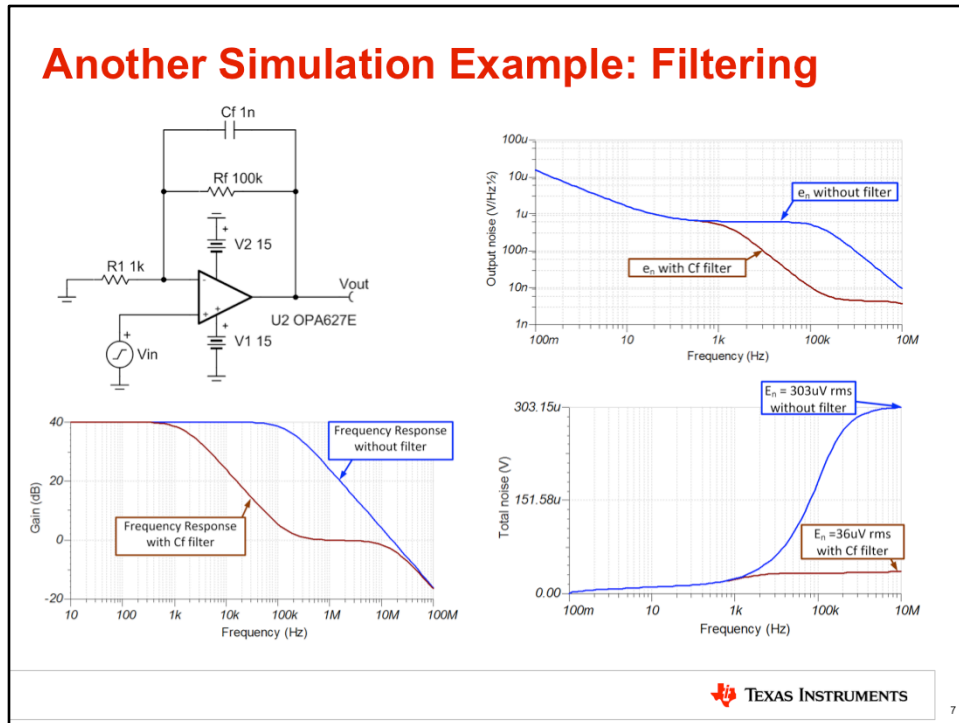 Another Simulation Example: Filtering
Cf 1n
Rf 100k
V2 15
R1 1k
Vout
U2 OPA627E
V1 15
Vin
+
+
+
-
+
+
100u
10u
1u
100n
10n
1n
Output noise (V/Hz½)
eₙ without filter
eₙ with Cf filter
100m
10
1k
100k
10M
Frequency (Hz)
40
20
0
-20
Gain (dB)
Frequency Response
without filter
Frequency Response
with Cf filter
10
100
1k
10k
100k
1M
10M
100M
Frequency (Hz)
303.15u
151.58u
0.00
Total noise (V)
Eₙ = 303uV rms
without filter
Eₙ =36uV rms
with Cf filter
100m
10
1k
100k
10M
Frequency (Hz)
TEXAS INSTRUMENTS
7